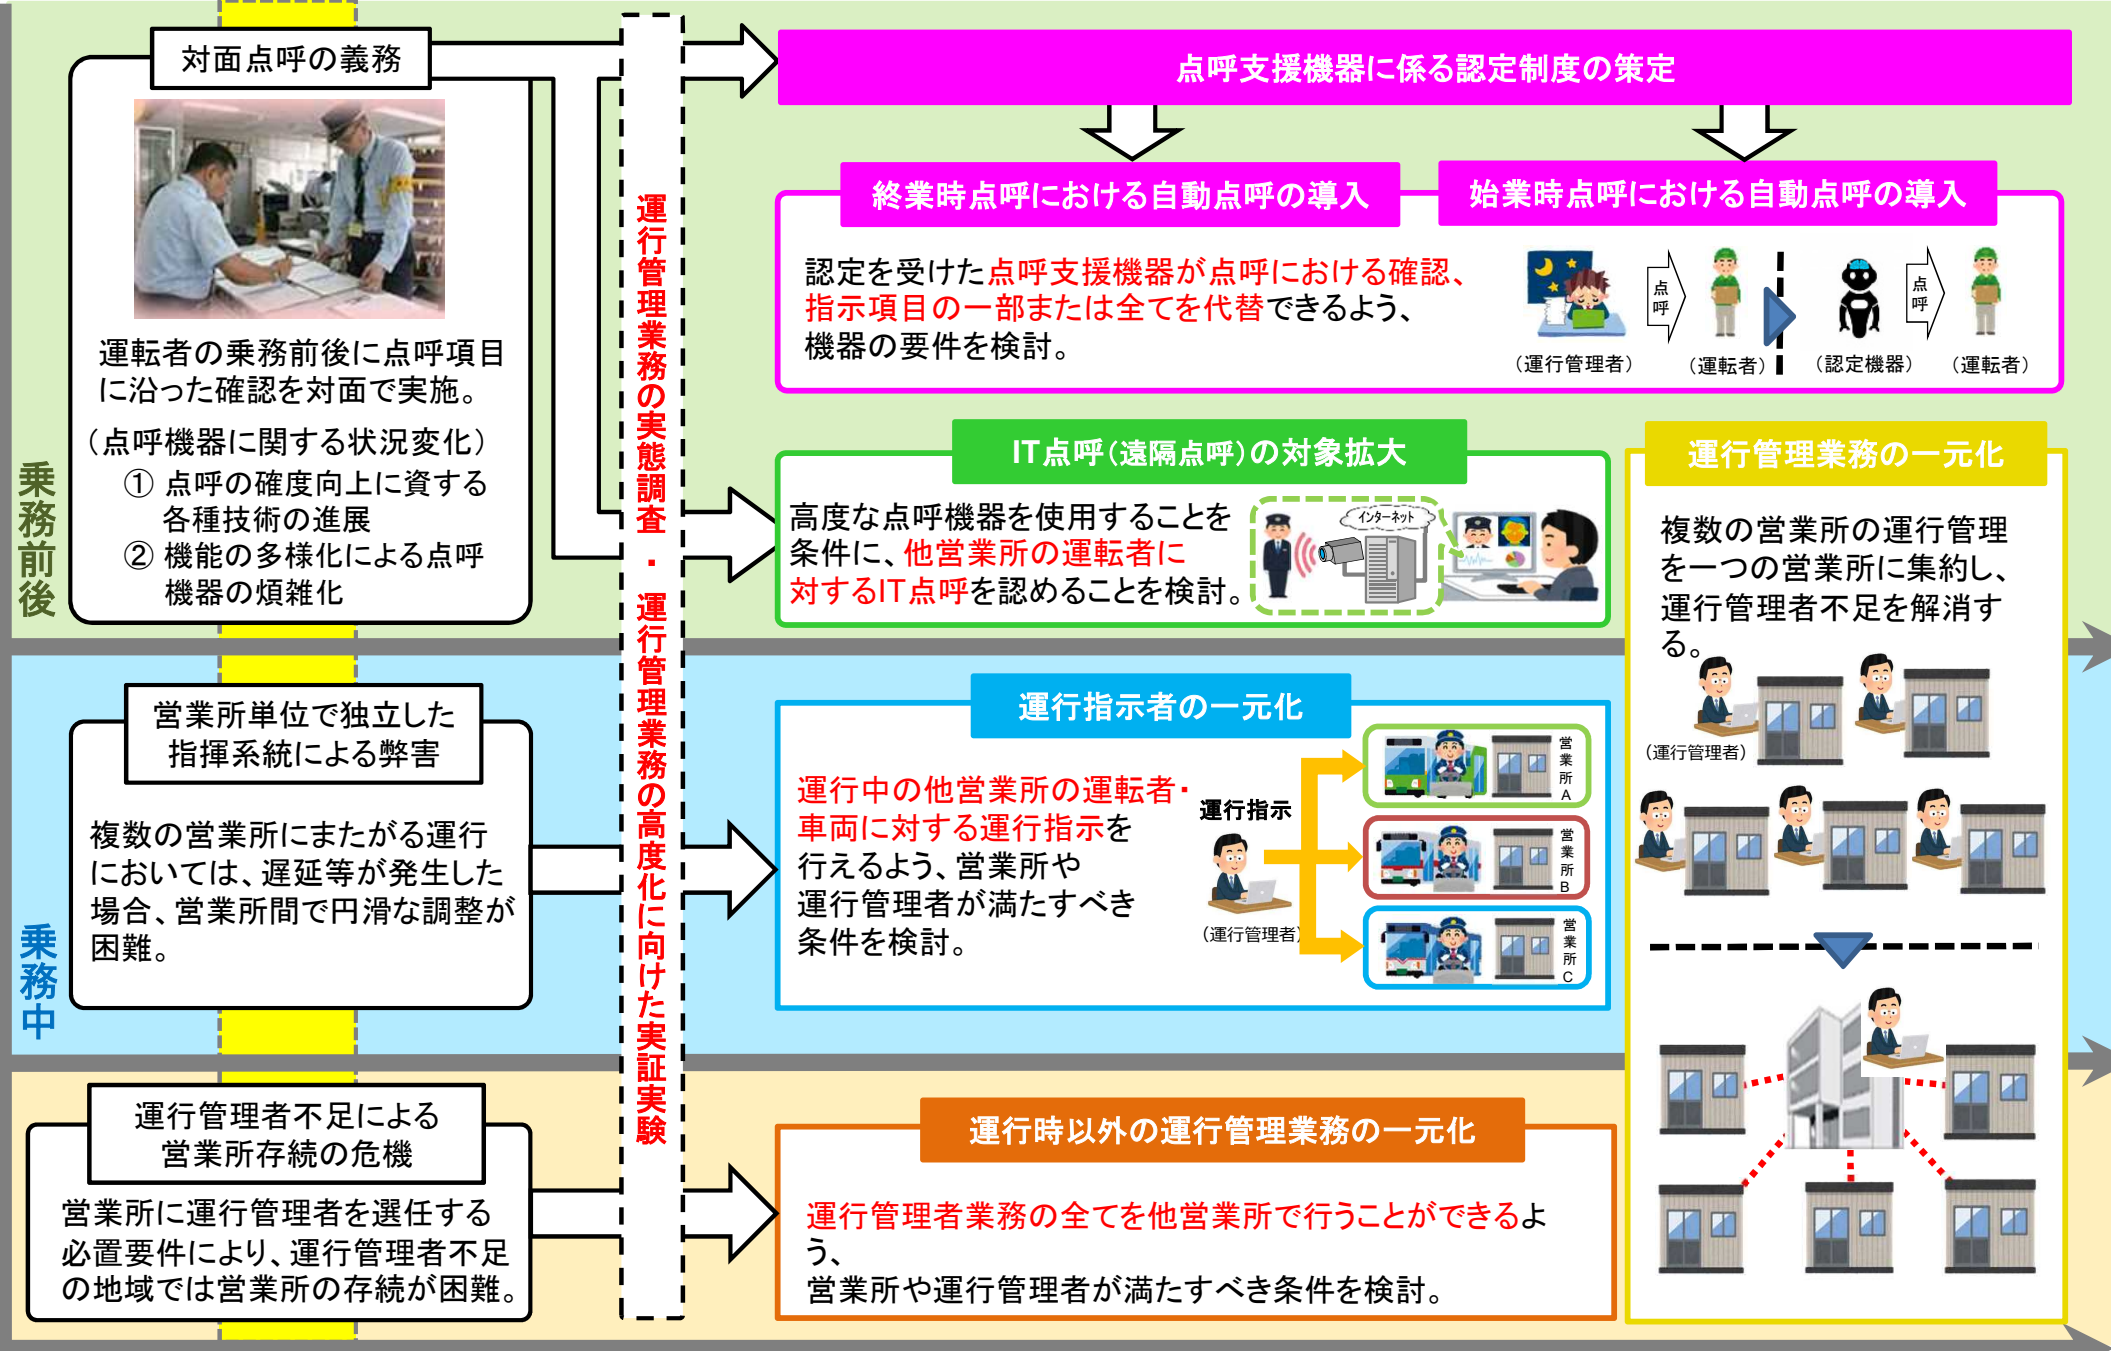 対面点呼の義務
運転者の乗務前後に点呼項目
に沿った確認を対面で実施。
（点呼機器に関する状況変化）
① 点呼の確度向上に資する
各種技術の進展
② 機能の多様化による点呼
機器の煩雑化
乗務前後
営業所単位で独立した
指揮系統による弊害
複数の営業所にまたがる運行
においては、遅延等が発生した
場合、営業所間で円滑な調整が
困難。
乗務中
運行管理者不足による
営業所存続の危機
営業所に運行管理者を選任する
必置要件により、運行管理者不足
の地域では営業所の存続が困難。
運行管理業務の実態調査・運行管理業務の高度化に向けた実証実験
点呼支援機器に係る認定制度の策定
終業時点呼における自動点呼の導入
始業時点呼における自動点呼の導入
認定を受けた点呼支援機器が点呼における確認、
指示項目の一部または全てを代替できるよう、
機器の要件を検討。
点呼
点呼
（運行管理者）
（運転者）
（認定機器）
（運転者）
IT点呼（遠隔点呼）の対象拡大
高度な点呼機器を使用することを
条件に、他営業所の運転者に
対するIT点呼を認めることを検討。
インターネット
運行指示者の一元化
運行中の他営業所の運転者・
車両に対する運行指示を
行えるよう、営業所や
運行管理者が満たすべき
条件を検討。
運行指示
（運行管理者）
営業所A
営業所B
営業所C
運行時以外の運行管理業務の一元化
運行管理者業務の全てを他営業所で行うことができるよ
う、
営業所や運行管理者が満たすべき条件を検討。
運行管理業務の一元化
複数の営業所の運行管理
を一つの営業所に集約し、
運行管理者不足を解消す
る。
（運行管理者）